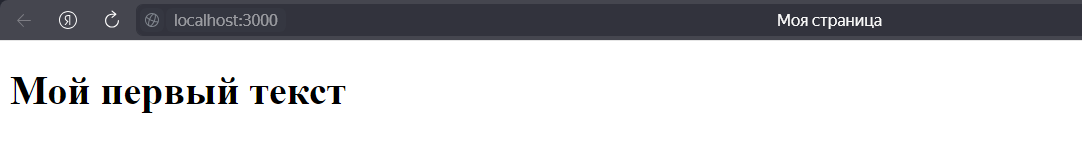 Я localhost:3000 Моя страница
Мой первый текст